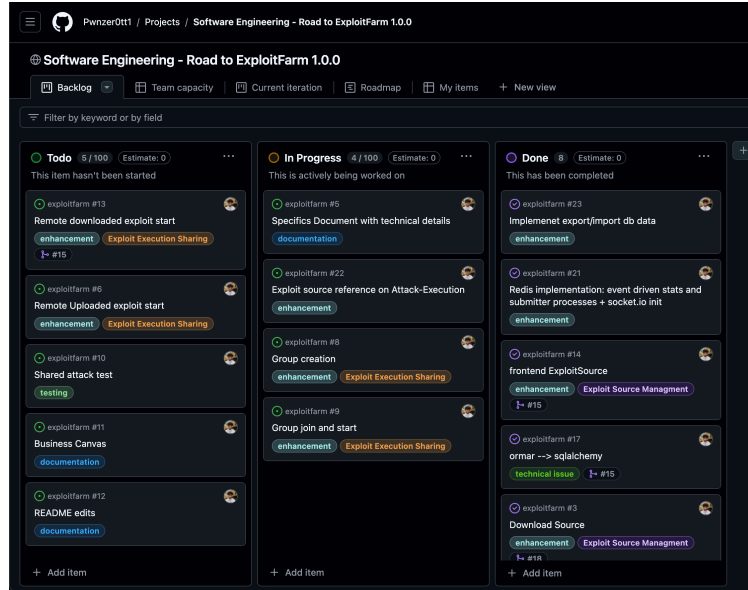 Pwnzer0tt1 / Projects / Software Engineering - Road to ExploitFarm 1.0.0
Software Engineering - Road to ExploitFarm 1.0.0
Backlog Team capacity Current iteration Roadmap My items + New view
Filter by keyword or by field
Todo 5 / 100 Estimate: 0 ...
This item hasn't been started
exploitfarm #13
Remote downloaded exploit start
enhancement Exploit Execution Sharing
#15
exploitfarm #6
Remote Uploaded exploit start
enhancement Exploit Execution Sharing
exploitfarm #10
Shared attack test
testing
exploitfarm #11
Business Canvas
documentation
exploitfarm #12
README edits
documentation
+ Add item
In Progress 4 / 100 Estimate: 0 ...
This is actively being worked on
exploitfarm #5
Specifics Document with technical details
documentation
exploitfarm #22
Exploit source reference on Attack-Execution
enhancement
exploitfarm #8
Group creation
enhancement Exploit Execution Sharing
exploitfarm #9
Group join and start
enhancement Exploit Execution Sharing
+ Add item
Done 8 Estimate: 0 ...
This has been completed
exploitfarm #23
Implemenet export/import db data
enhancement
exploitfarm #21
Redis implementation: event driven stats and
submitter processes + socket.io init
enhancement
exploitfarm #14
frontend ExploitSource
enhancement Exploit Source Managment
#15
exploitfarm #17
ormar --> sqlalchemy
technical issue #15
exploitfarm #3
Download Source
enhancement Exploit Source Managment
#18
+ Add item